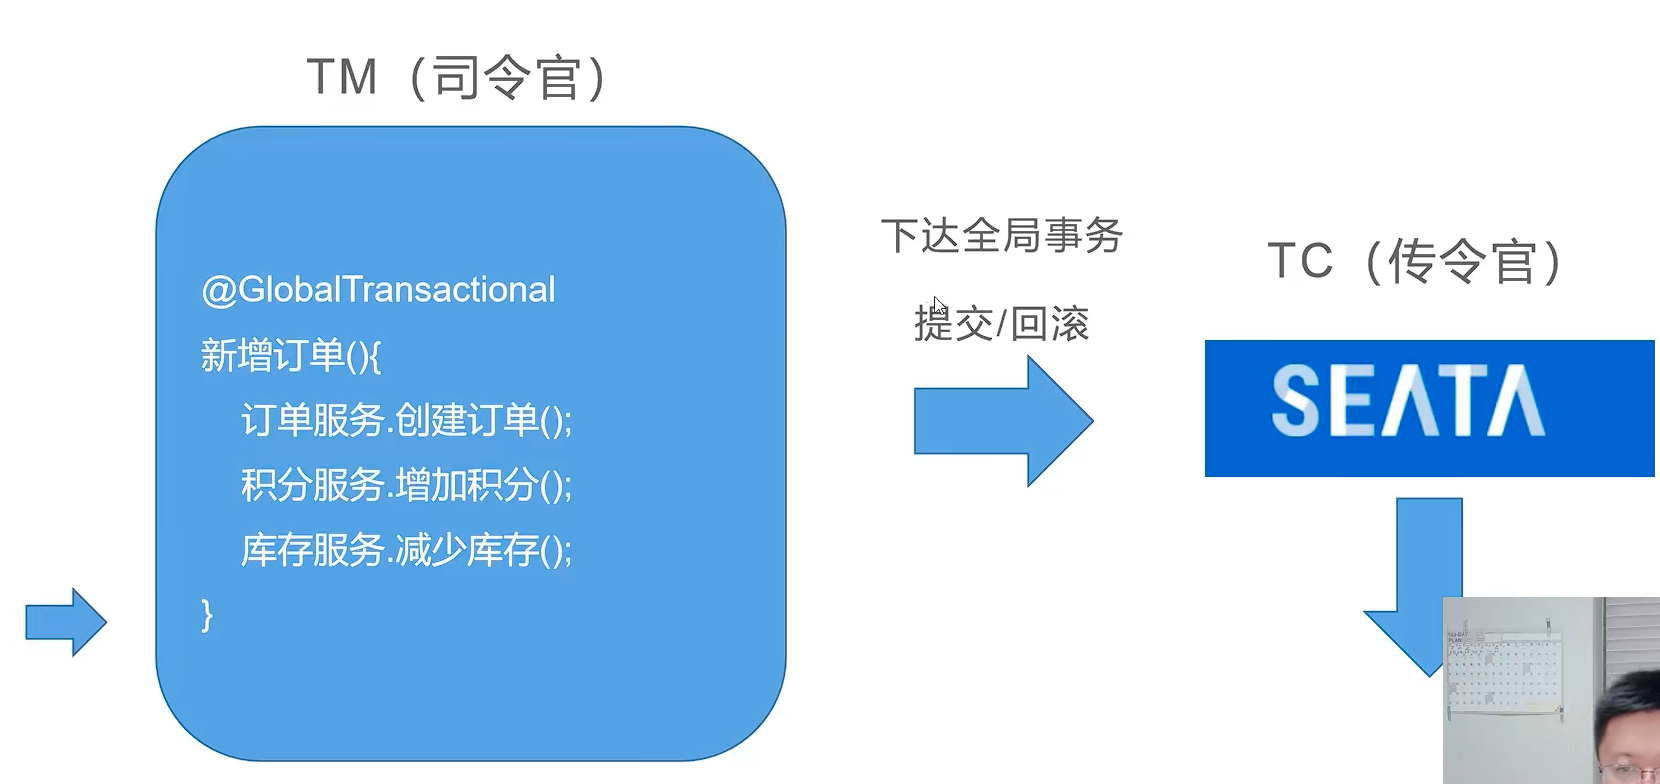 TM（司令官）
@GlobalTransactional
新增订单(){
订单服务.创建订单();
积分服务.增加积分();
库存服务.减少库存();
}
下达全局事务
提交/回滚
TC（传令官）
SEATA